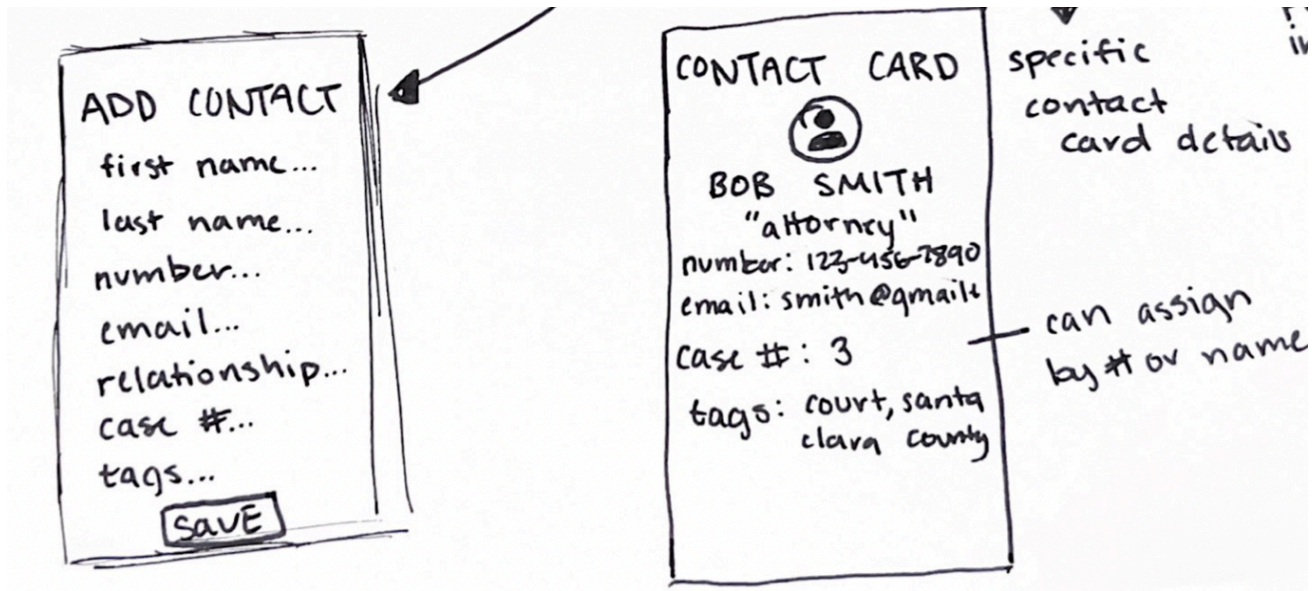 ADD CONTACT
first name...
last name...
number...
email...
relationship...
case #...
tags...
SAVE
CONTACT CARD
BOB SMITH
"attorney"
number: 123-456-7890
email: smith@gmail
case #: 3
tags: court, santa
clara county
specific
contact
card details
can assign
by # or name